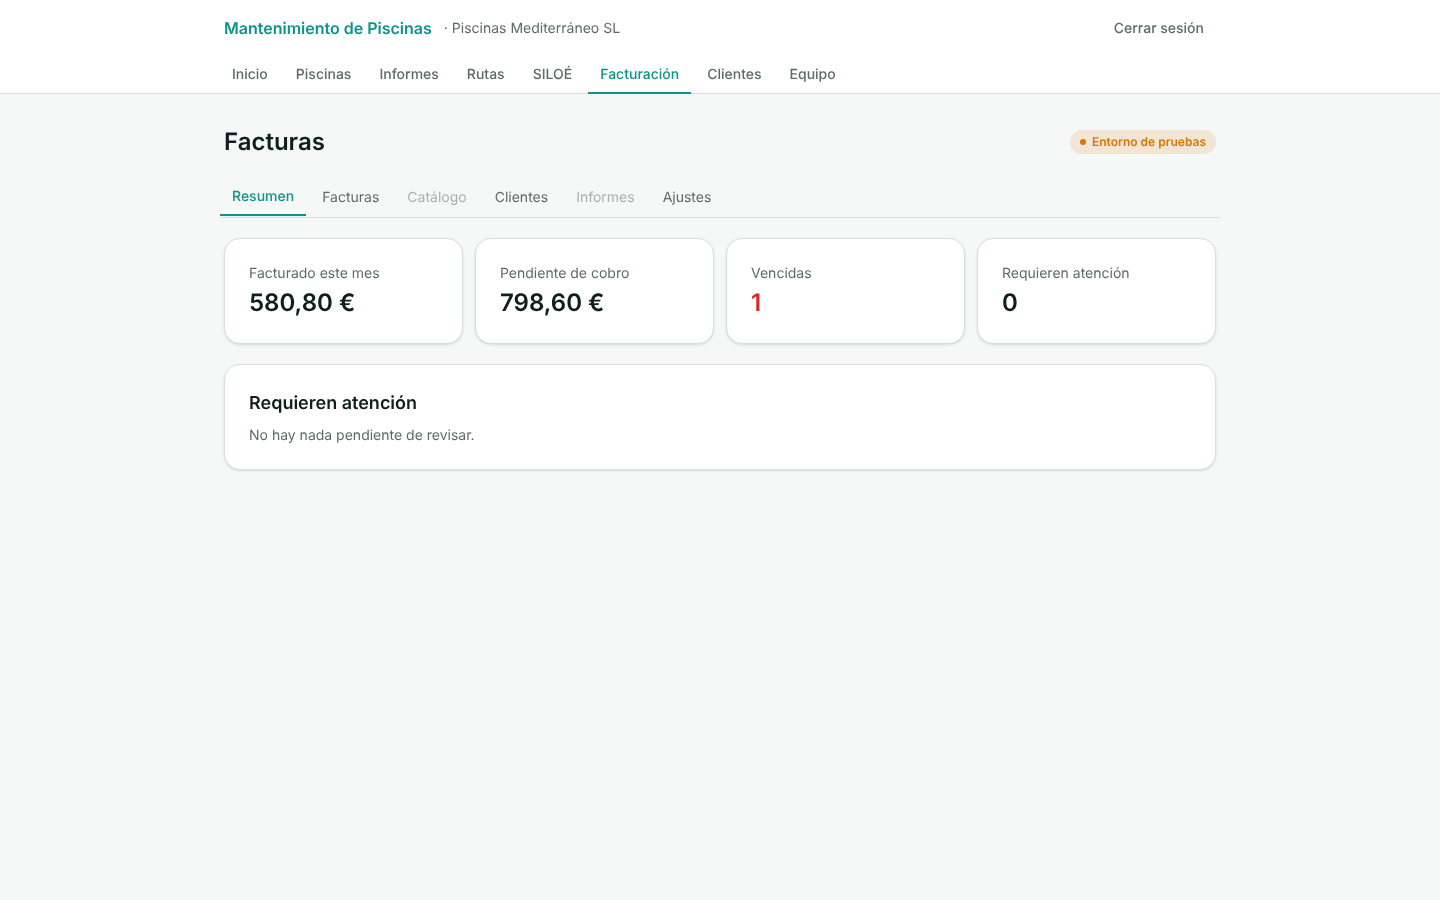 Mantenimiento de Piscinas · Piscinas Mediterráneo SL Cerrar sesión
Inicio Piscinas Informes Rutas SILOÉ Facturación Clientes Equipo
Facturas Entorno de pruebas
Resumen Facturas Catálogo Clientes Informes Ajustes
Facturado este mes Pendiente de cobro Vencidas Requieren atención
580,80 € 798,60 € 1 0
Requieren atención
No hay nada pendiente de revisar.